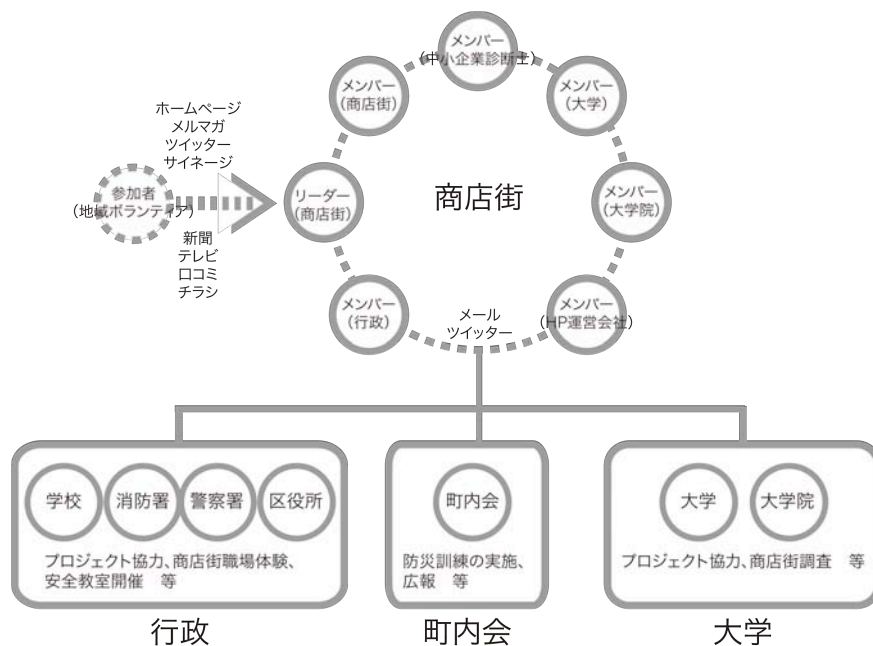 メンバー
（中小企業診断士）
メンバー
（商店街）
メンバー
（大学）
ホームページ
メルマガ
ツイッター
サイネージ
参加者
（地域ボランティア）
リーダー
（商店街）
商店街
メンバー
（大学院）
新聞
テレビ
口コミ
チラシ
メンバー
（行政）
メール
ツイッター
メンバー
（HP運営会社）
学校
消防署
警察署
区役所
プロジェクト協力、商店街職場体験、
安全教室開催　等
行政
町内会
防災訓練の実施、
広報　等
町内会
大学
大学院
プロジェクト協力、商店街調査　等
大学